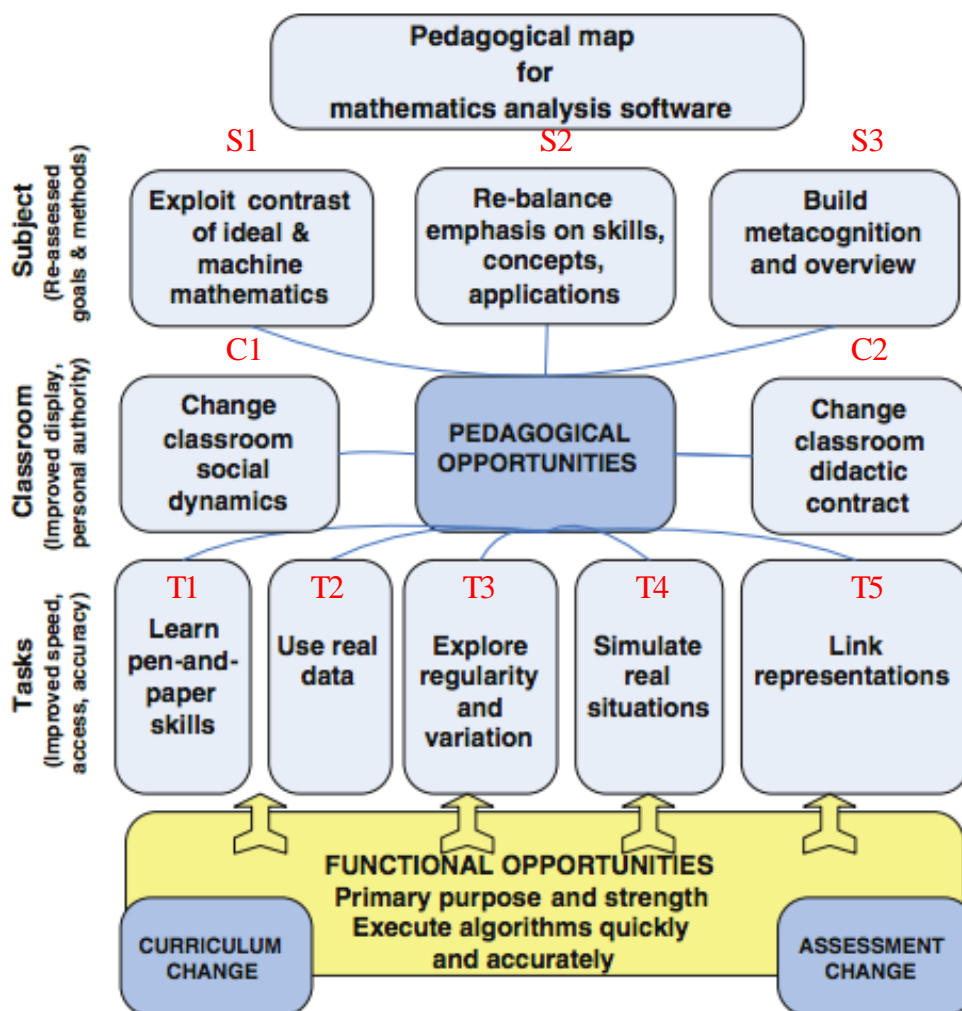 Pedagogical map
for
mathematics analysis software
S1
S2
S3
Subject
(Re-assessed
goals & methods)
Exploit contrast
of ideal &
machine
mathematics
Re-balance
emphasis on skills,
concepts,
applications
Build
metacognition
and overview
C1
C2
Classroom
(Improved display,
personal authority)
Change
classroom
social
dynamics
PEDAGOGICAL
OPPORTUNITIES
Change
classroom
didactic
contract
Tasks
(Improved speed,
access, accuracy)
T1
Learn
pen-and-
paper
skills
T2
Use real
data
T3
Explore
regularity
and
variation
T4
Simulate
real
situations
T5
Link
representations
FUNCTIONAL OPPORTUNITIES
Primary purpose and strength
Execute algorithms quickly
and accurately
CURRICULUM
CHANGE
ASSESSMENT
CHANGE